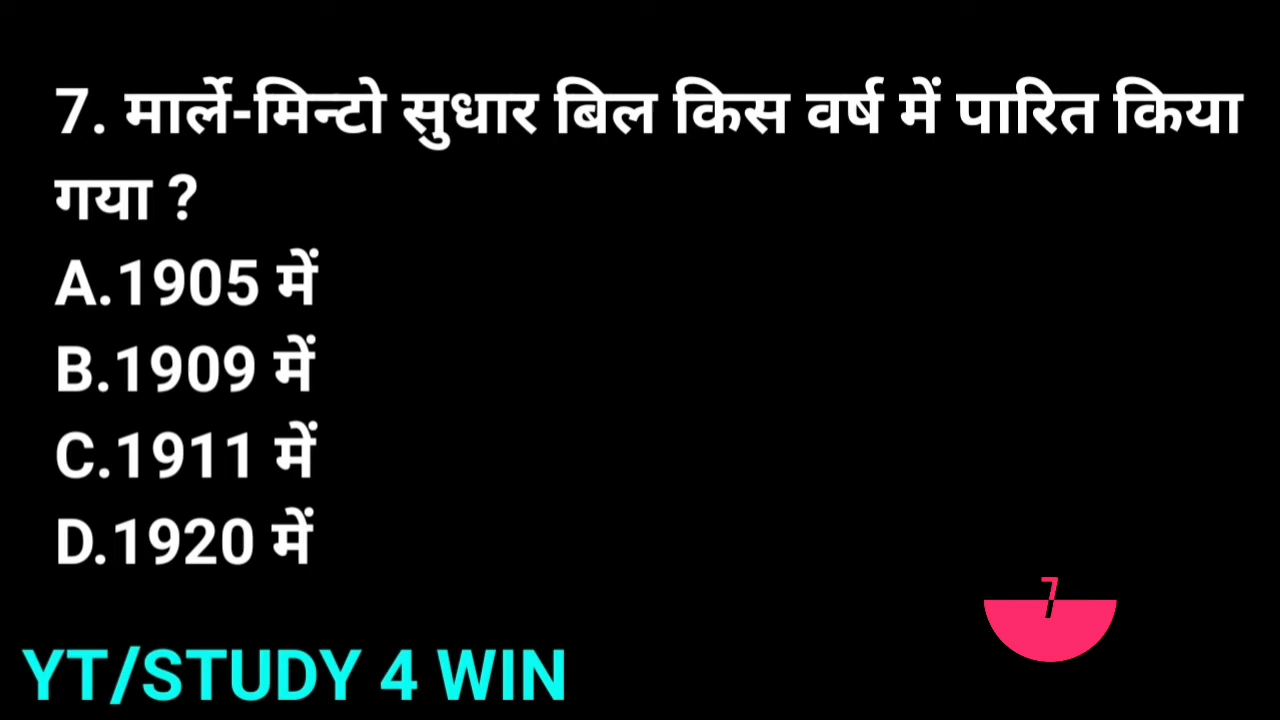 7. मार्ले-मिन्टो सुधार बिल किस वर्ष में पारित किया
गया ?
A.1905 में
B.1909 में
C.1911 में
D.1920 में
7
YT/STUDY 4 WIN